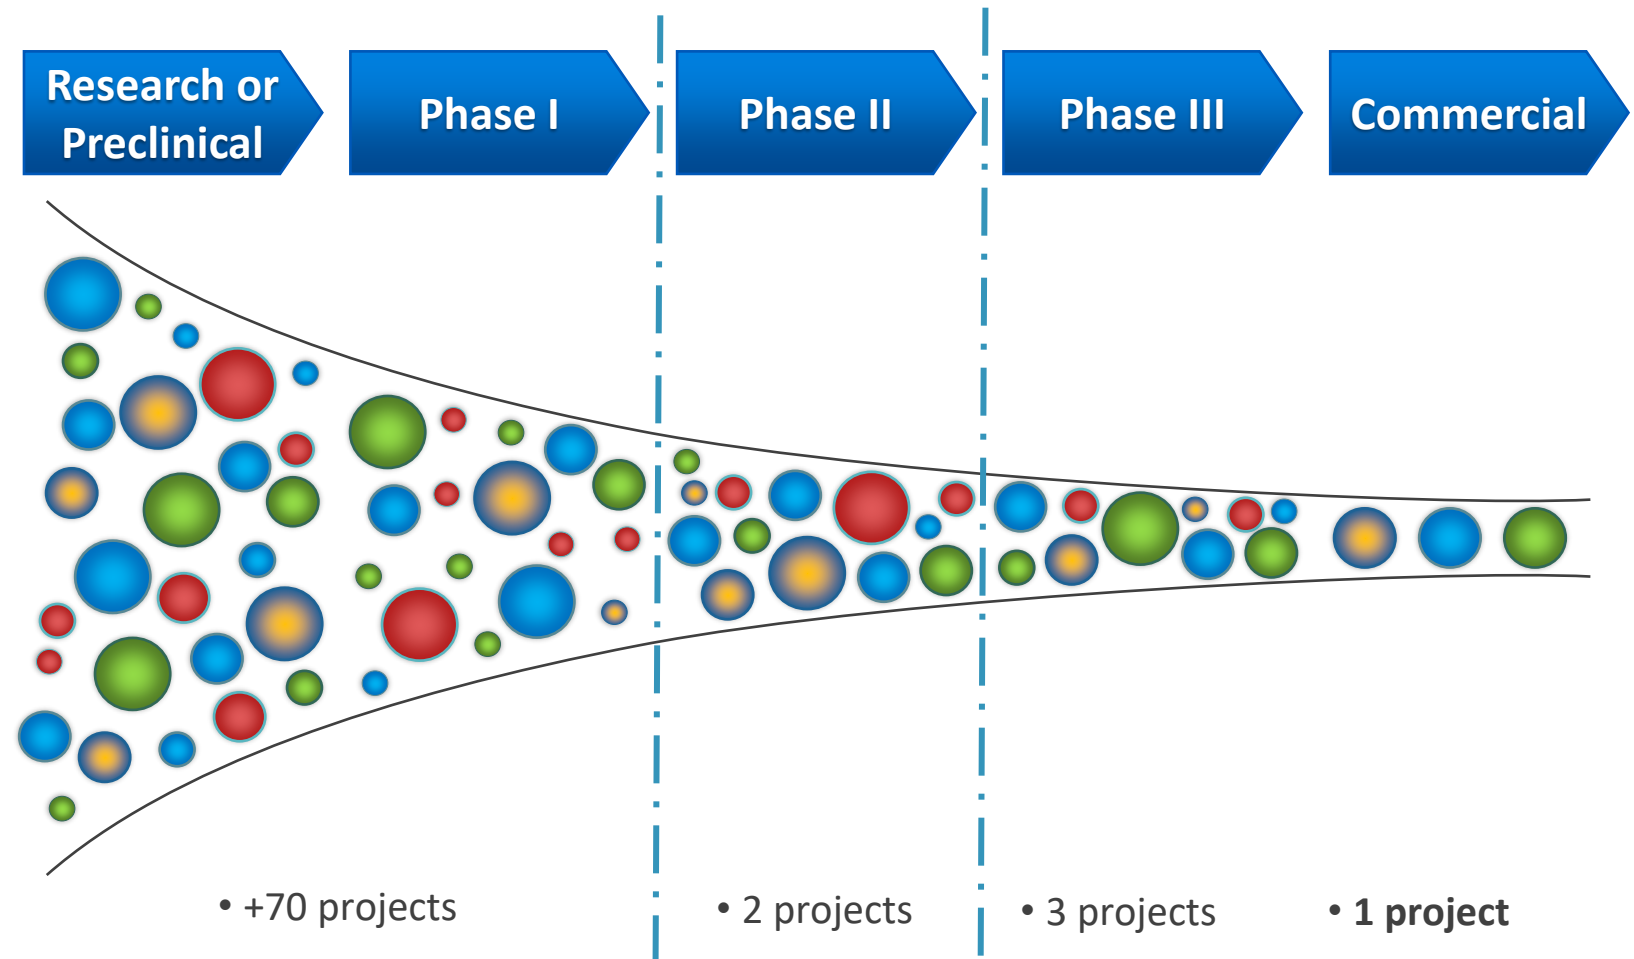 Research or
Preclinical
Phase I
Phase II
Phase III
Commercial
• +70 projects
• 2 projects
• 3 projects
• 1 project